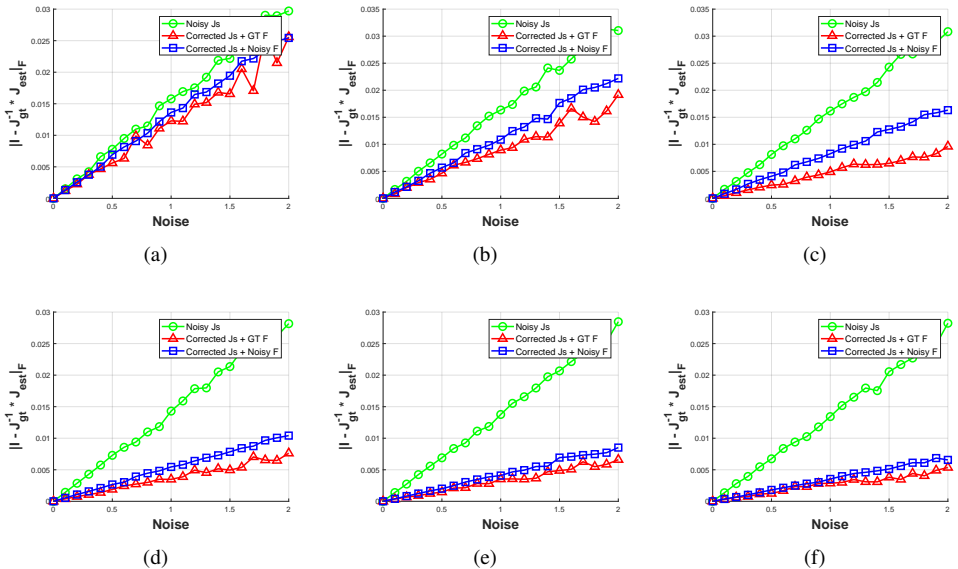 |I - J_gt^-1 * J_est|_F
0.03
0.025
0.02
0.015
0.01
0.005
0
0
0.5
1
1.5
2
Noise
Noisy Js
Corrected Js + GT F
Corrected Js + Noisy F
(a)
|I - J_gt^-1 * J_est|_F
0.035
0.03
0.025
0.02
0.015
0.01
0.005
0
0
0.5
1
1.5
2
Noise
Noisy Js
Corrected Js + GT F
Corrected Js + Noisy F
(b)
|I - J_gt^-1 * J_est|_F
0.035
0.03
0.025
0.02
0.015
0.01
0.005
0
0
0.5
1
1.5
2
Noise
Noisy Js
Corrected Js + GT F
Corrected Js + Noisy F
(c)
|I - J_gt^-1 * J_est|_F
0.03
0.025
0.02
0.015
0.01
0.005
0
0
0.5
1
1.5
2
Noise
Noisy Js
Corrected Js + GT F
Corrected Js + Noisy F
(d)
|I - J_gt^-1 * J_est|_F
0.03
0.025
0.02
0.015
0.01
0.005
0
0
0.5
1
1.5
2
Noise
Noisy Js
Corrected Js + GT F
Corrected Js + Noisy F
(e)
|I - J_gt^-1 * J_est|_F
0.03
0.025
0.02
0.015
0.01
0.005
0
0
0.5
1
1.5
2
Noise
Noisy Js
Corrected Js + GT F
Corrected Js + Noisy F
(f)